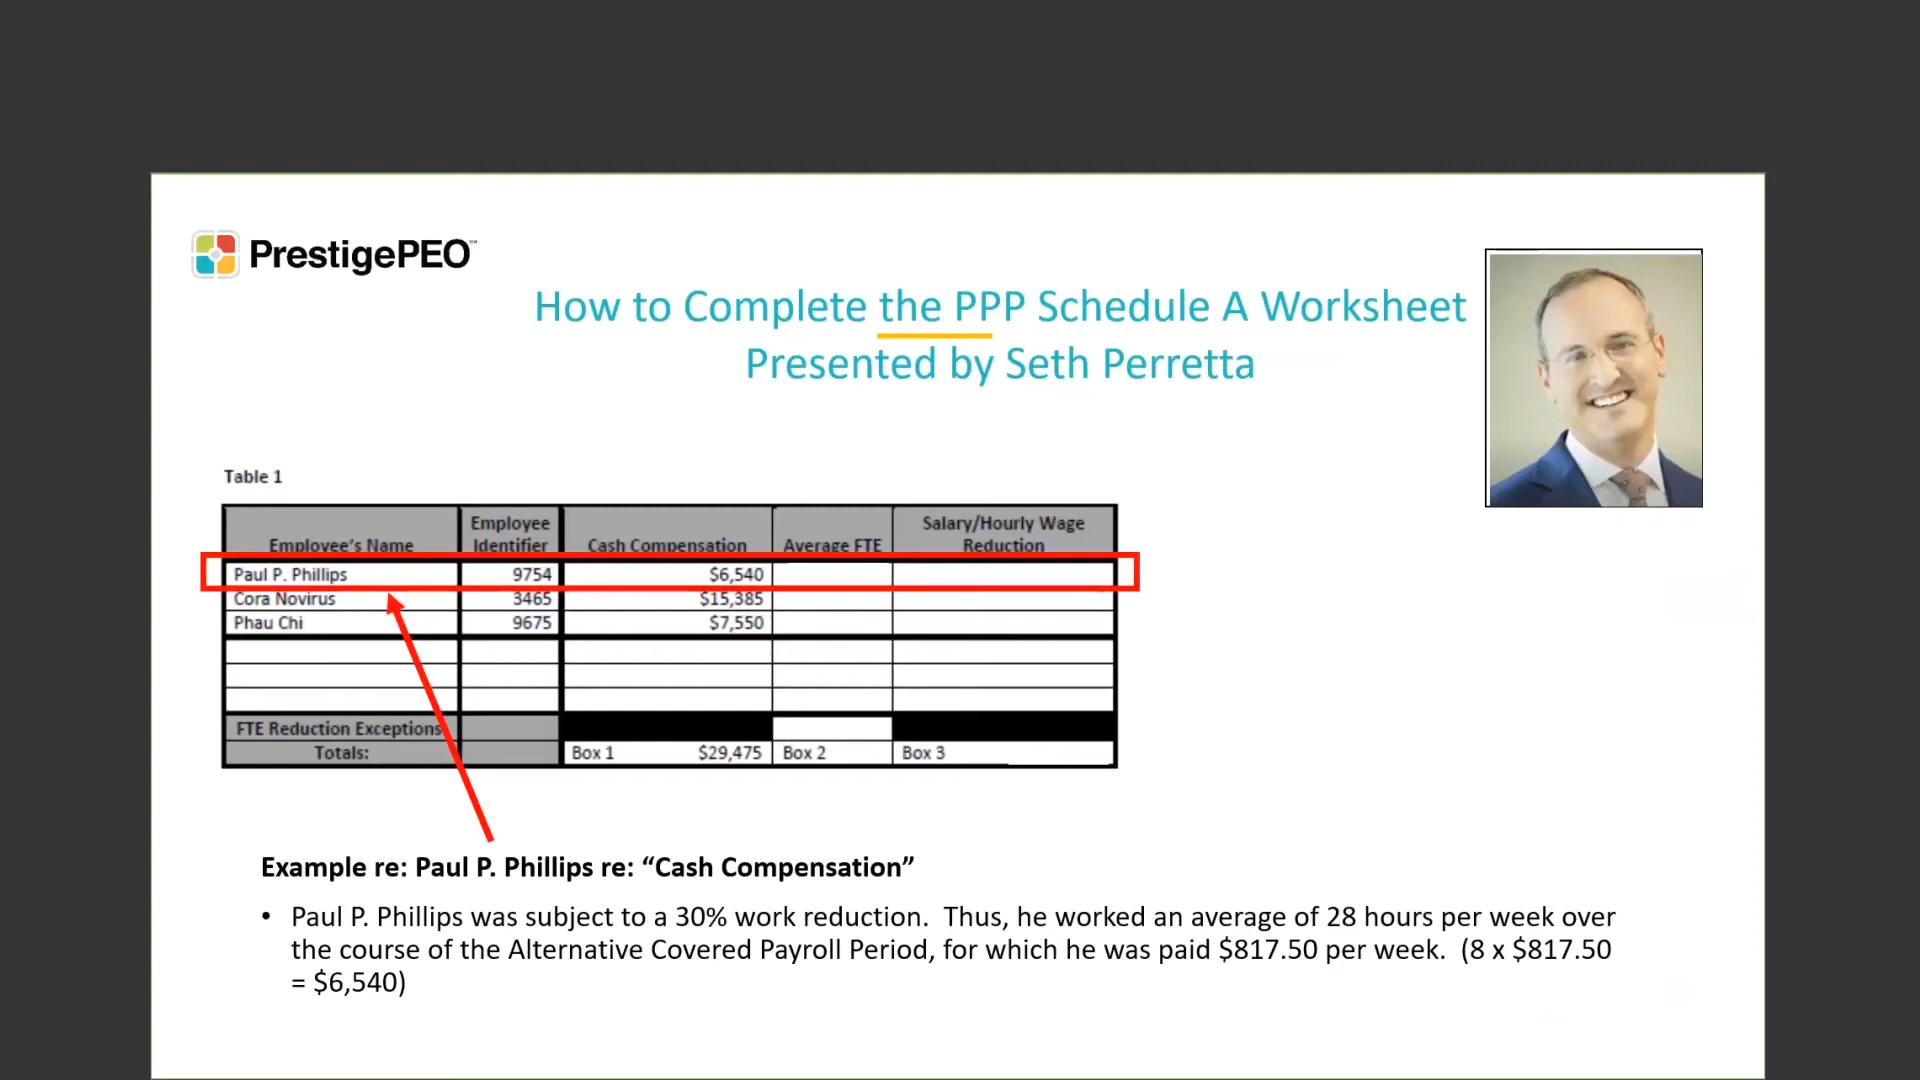 PrestigePEO™
How to Complete the PPP Schedule A Worksheet
Presented by Seth Perretta
Table 1
Employee's Name Employee Identifier Cash Compensation Average FTE Salary/Hourly Wage Reduction
Paul P. Phillips 9754 $6,540
Cora Novirus 3465 $15,385
Phau Chi 9675 $7,550
FTE Reduction Exceptions
Totals: Box 1 $29,475 Box 2 Box 3
Example re: Paul P. Phillips re: “Cash Compensation”
• Paul P. Phillips was subject to a 30% work reduction.  Thus, he worked an average of 28 hours per week over
the course of the Alternative Covered Payroll Period, for which he was paid $817.50 per week.  (8 x $817.50
= $6,540)